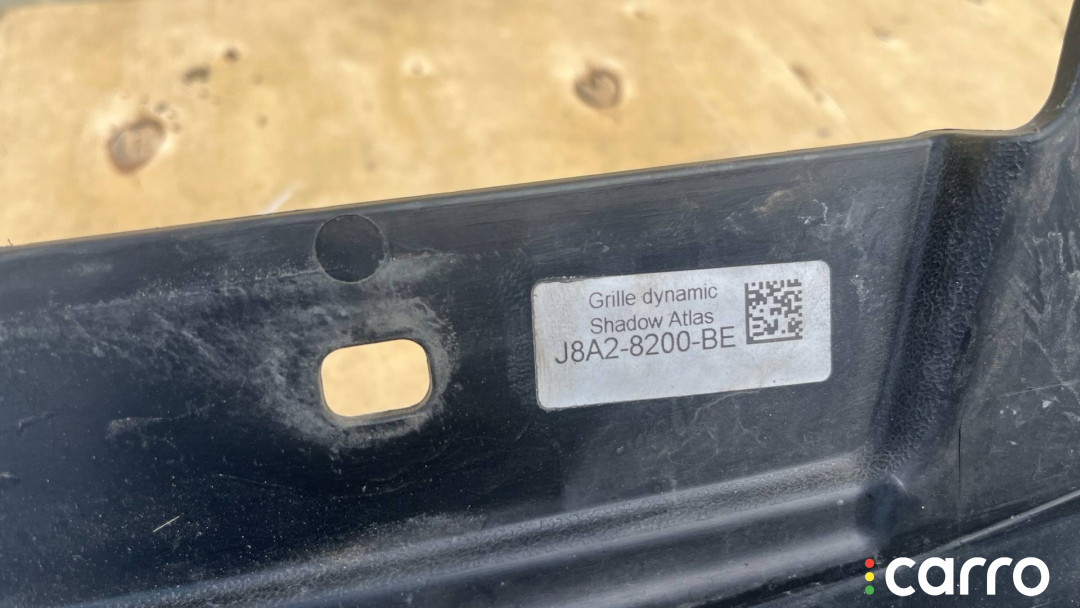 Grille dynamic
Shadow Atlas
J8A2-8200-BE
carro